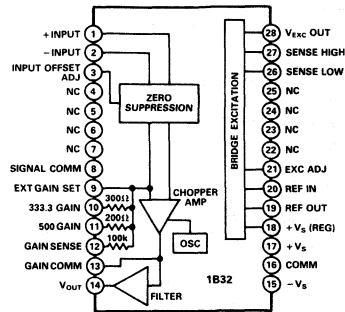 +INPUT 1
−INPUT 2
INPUT OFFSET ADJ 3
NC 4
NC 5
NC 6
NC 7
SIGNAL COMM 8
EXT GAIN SET 9
333.3 GAIN 10
500 GAIN 11
GAIN SENSE 12
GAIN COMM 13
VOUT 14
ZERO
SUPPRESSION
300Ω
200Ω
100k
CHOPPER
AMP
OSC
FILTER
1B32
BRIDGE EXCITATION
28 VEXC OUT
27 SENSE HIGH
26 SENSE LOW
25 NC
24 NC
23 NC
22 NC
21 EXC ADJ
20 REF IN
19 REF OUT
18 +VS (REG)
17 +VS
16 COMM
15 −VS